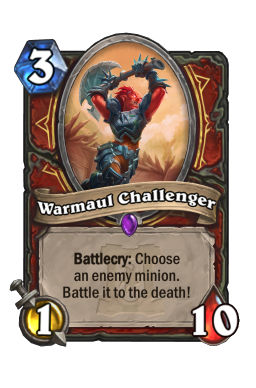 3
Warmaul Challenger
Battlecry: Choose
an enemy minion.
Battle it to the death!
1
10